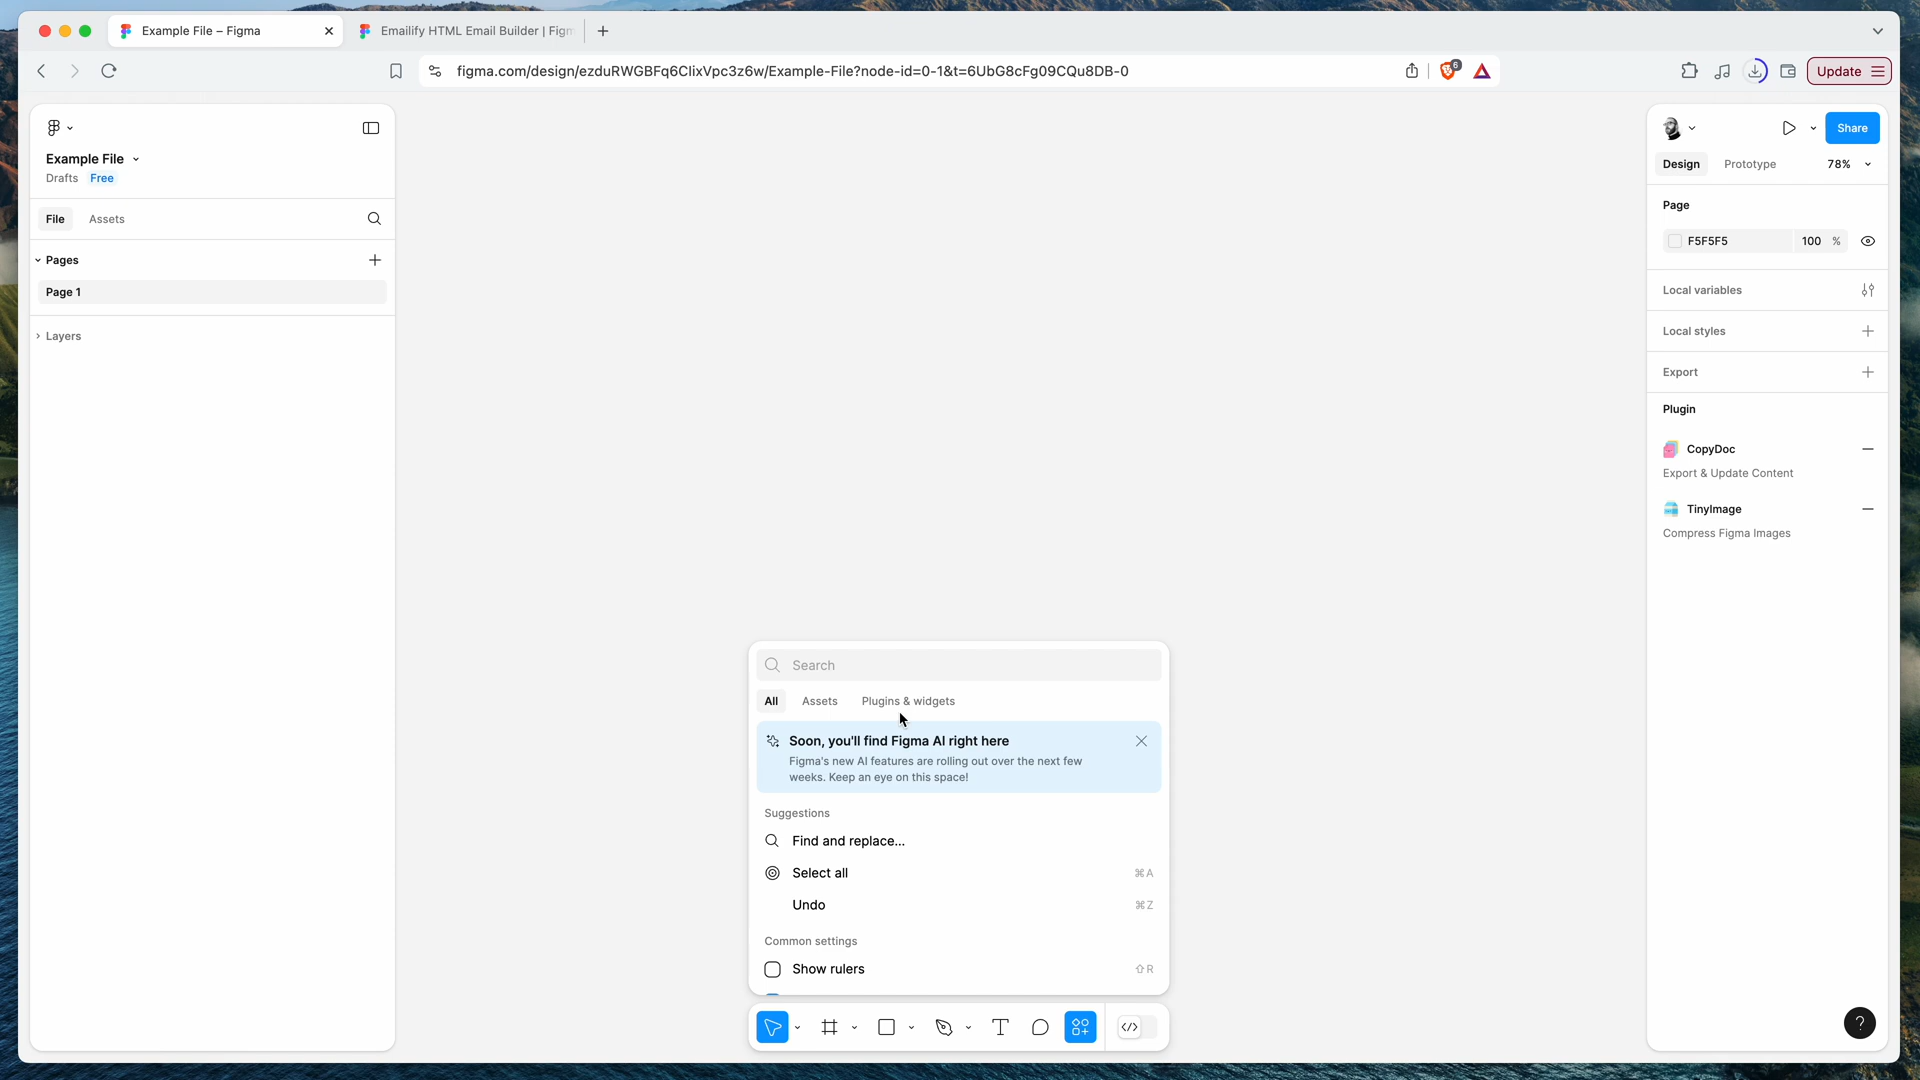 Example File – Figma
Emailify HTML Email Builder | Fig
figma.com/design/ezduRWGBFq6CIixVpc3z6w/Example-File?node-id=0-1&t=6UbG8cFg09CQu8DB-0
6
Update
Example File
Drafts Free
File Assets
Pages
Page 1
Layers
Search
All Assets Plugins & widgets
Soon, you'll find Figma AI right here
Figma's new AI features are rolling out over the next few
weeks. Keep an eye on this space!
Suggestions
Find and replace...
Select all ⌘A
Undo ⌘Z
Common settings
Show rulers ⇧R
Share
Design Prototype 78%
Page
F5F5F5 100 %
Local variables
Local styles
Export
Plugin
CopyDoc
Export & Update Content
TinyImage
Compress Figma Images
?